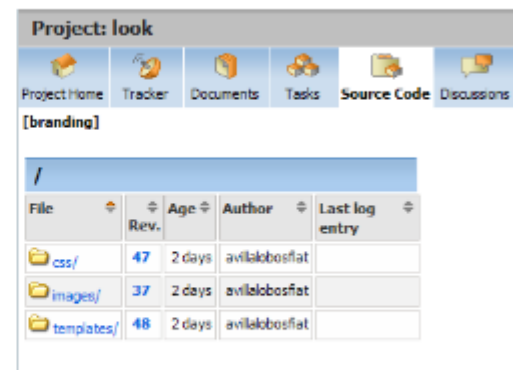 Project: look
Project Home Tracker Documents Tasks Source Code Discussions
[branding]
/
File Rev. Age Author Last log entry
css/ 47 2 days avillalobosfiat
images/ 37 2 days avillalobosfiat
templates/ 48 2 days avillalobosfiat